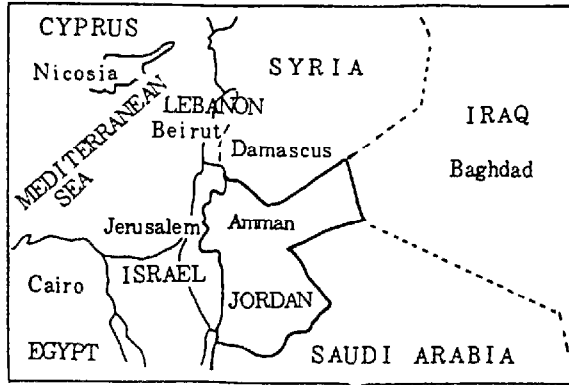 CYPRUS
Nicosia
SYRIA
LEBANON
Beirut
IRAQ
MEDITERRANEAN
SEA
Damascus
Baghdad
Jerusalem
Amman
Cairo
ISRAEL
JORDAN
EGYPT
SAUDI ARABIA